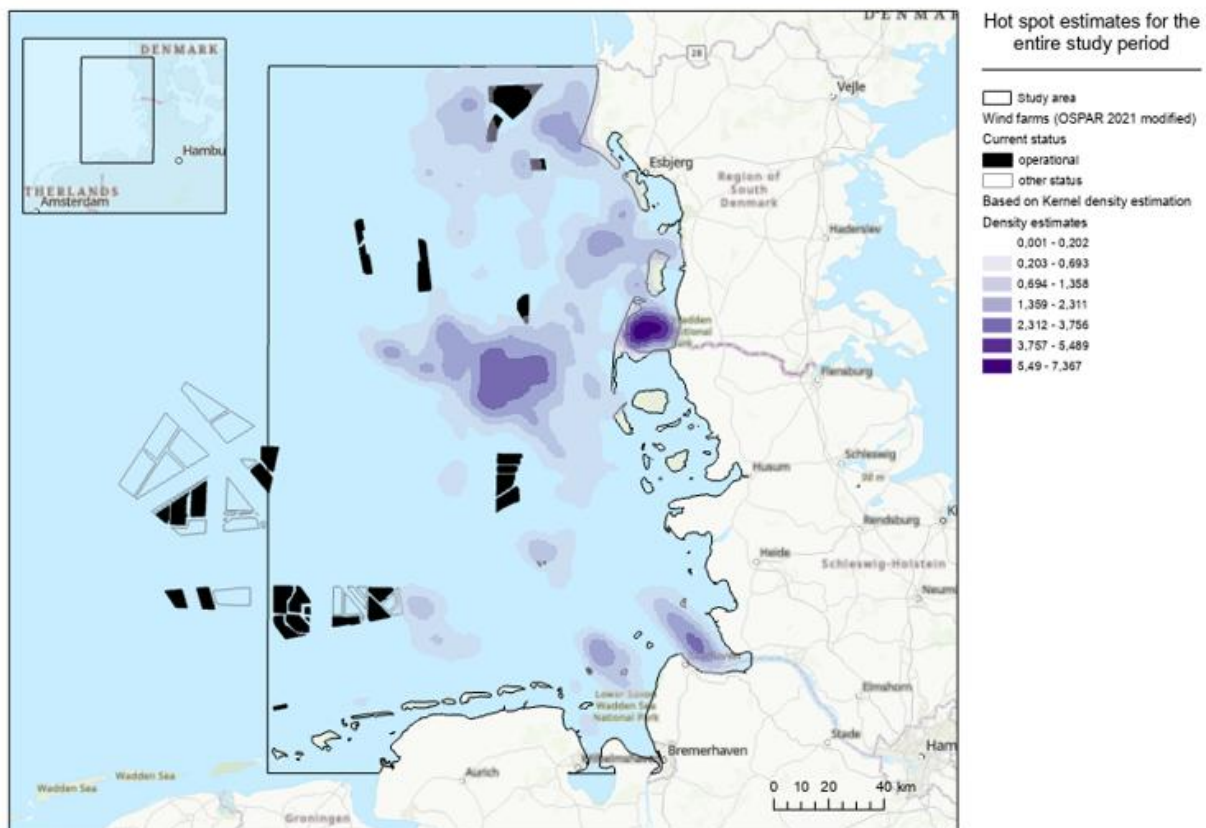 DENMAR
Hot spot estimates for the
entire study period
Study area
Wind farms (OSPAR 2021 modified)
Current status
operational
other status
Based on Kernel density estimation
Density estimates
0,001 - 0,202
0,203 - 0,693
0,694 - 1,358
1,359 - 2,311
2,312 - 3,756
3,757 - 5,489
5,49 - 7,367
DENMARK
Hambu
THERLANDS
Amsterdam
28
Vejle
Esbjerg
Region of
South
Denmark
Haderslev
Flensburg
Schleswig
98 m
Husum
Rendsburg
Ki
Heide
Schleswig-Holstein
Neum
Elmshorn
Stade
Ham
National Park
Wadden Sea
Bremerhaven
Aurich
Wadden Sea
Wadden Sea
Groningen
0 10 20 40 km